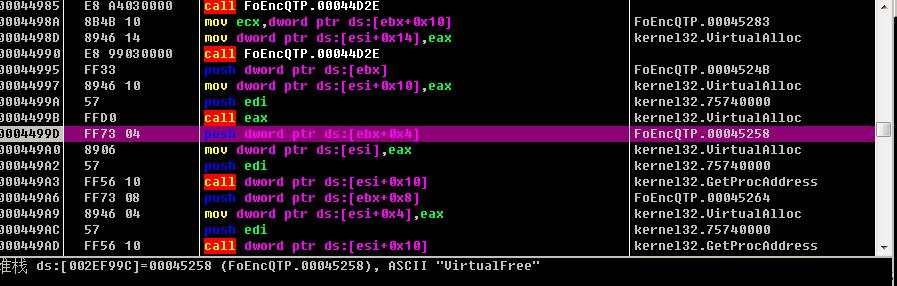 00044985 E8 A4030000 call FoEncQTP.00044D2E
0004498A 8B4B 10 mov ecx,dword ptr ds:[ebx+0x10] FoEncQTP.00045283
0004498D 8946 14 mov dword ptr ds:[esi+0x14],eax kernel32.VirtualAlloc
00044990 E8 99030000 call FoEncQTP.00044D2E
00044995 FF33 push dword ptr ds:[ebx] FoEncQTP.0004524B
00044997 8946 10 mov dword ptr ds:[esi+0x10],eax kernel32.VirtualAlloc
0004499A 57 push edi kernel32.75740000
0004499B FFD0 call eax kernel32.VirtualAlloc
0004499D FF73 04 push dword ptr ds:[ebx+0x4] FoEncQTP.00045258
000449A0 8906 mov dword ptr ds:[esi],eax kernel32.VirtualAlloc
000449A2 57 push edi kernel32.75740000
000449A3 FF56 10 call dword ptr ds:[esi+0x10] kernel32.GetProcAddress
000449A6 FF73 08 push dword ptr ds:[ebx+0x8] FoEncQTP.00045264
000449A9 8946 04 mov dword ptr ds:[esi+0x4],eax kernel32.VirtualAlloc
000449AC 57 push edi kernel32.75740000
000449AD FF56 10 call dword ptr ds:[esi+0x10] kernel32.GetProcAddress
堆栈 ds:[002EF99C]=00045258 (FoEncQTP.00045258), ASCII "VirtualFree"